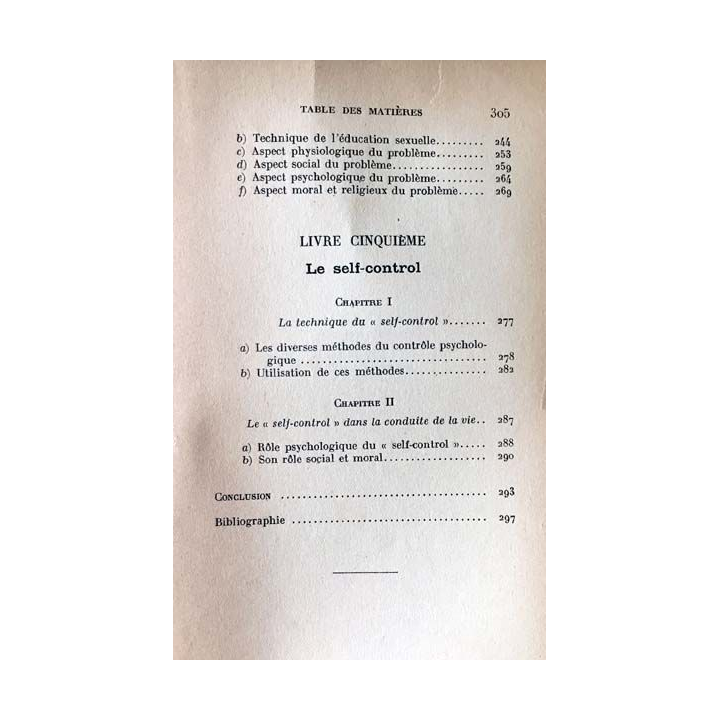 TABLE DES MATIÈRES 305
b) Technique de l'éducation sexuelle......... 244
c) Aspect physiologique du problème......... 253
d) Aspect social du problème................. 259
e) Aspect psychologique du problème......... 264
f) Aspect moral et religieux du problème..... 269
LIVRE CINQUIÈME
Le self-control
CHAPITRE I
La technique du « self-control »....... 277
a) Les diverses méthodes du contrôle psycholo-
gique .................................. 278
b) Utilisation de ces méthodes............... 282
CHAPITRE II
Le « self-control » dans la conduite de la vie.. 287
a) Rôle psychologique du « self-control »..... 288
b) Son rôle social et moral................... 290
CONCLUSION ...................................... 293
Bibliographie .................................... 297